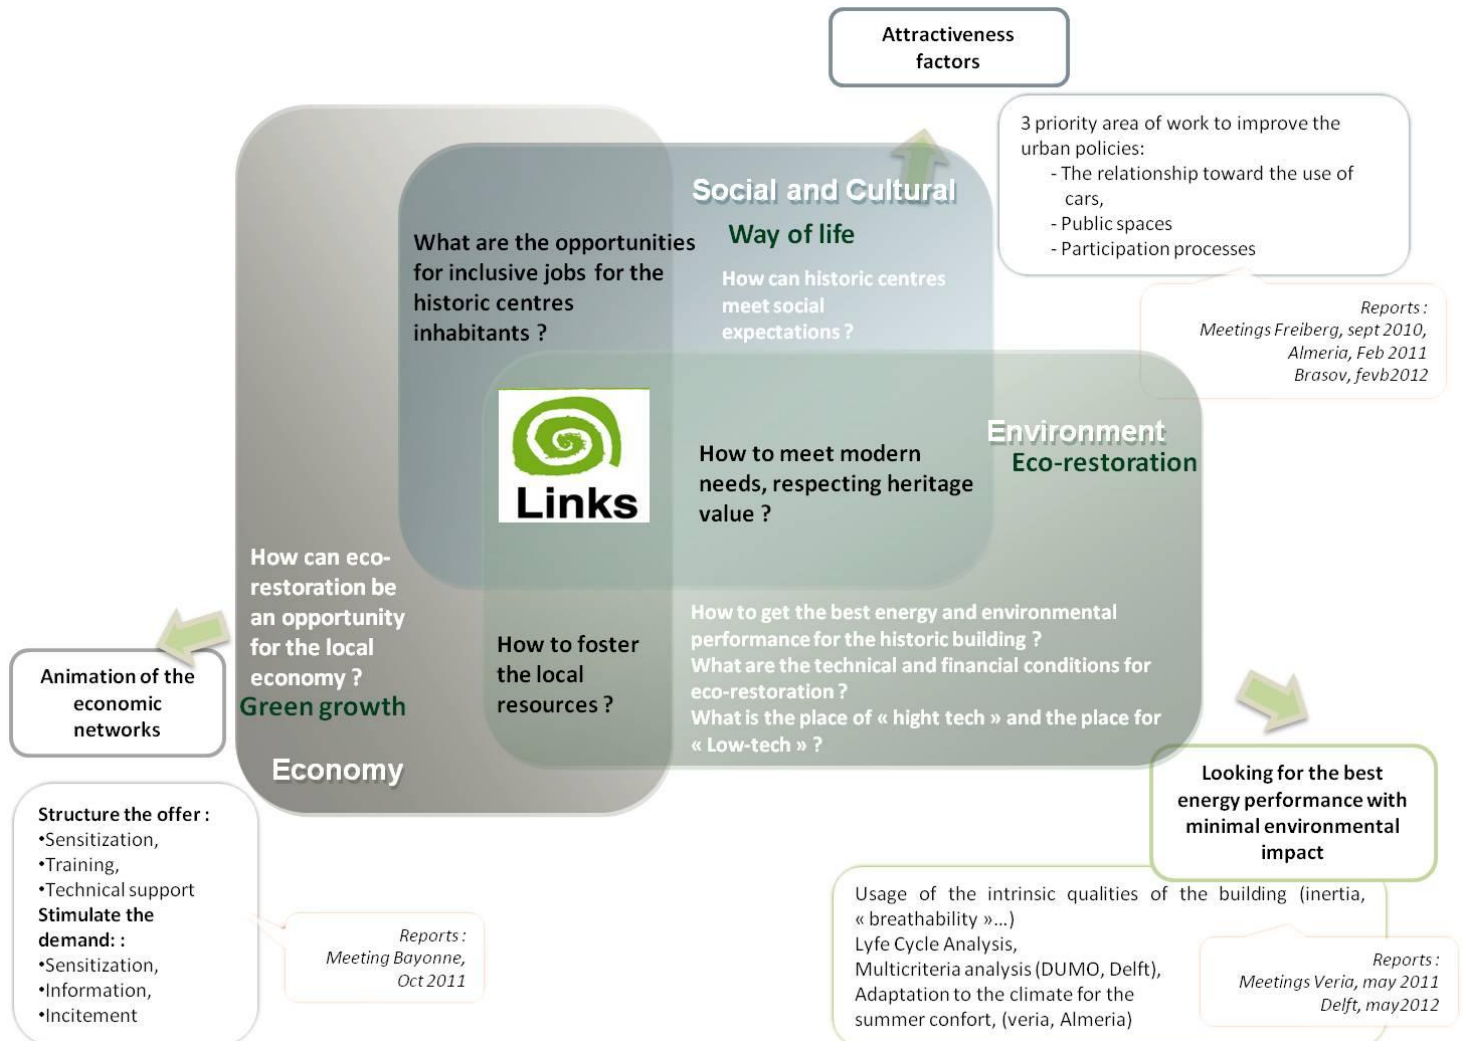 Attractiveness
factors
3 priority area of work to improve the
urban policies:
- The relationship toward the use of
cars,
- Public spaces
- Participation processes
Reports :
Meetings Freiberg, sept 2010,
Almeria, Feb 2011
Brasov, fevb2012
Social and Cultural
Way of life
How can historic centres
meet social
expectations ?
What are the opportunities
for inclusive jobs for the
historic centres
inhabitants ?
Links
How to meet modern
needs, respecting heritage
value ?
Environment
Eco-restoration
How can eco-
restoration be
an opportunity
for the local
economy ?
Green growth
Economy
How to foster
the local
resources ?
How to get the best energy and environmental
performance for the historic building ?
What are the technical and financial conditions for
eco-restoration ?
What is the place of « hight tech » and the place for
« Low-tech » ?
Animation of the
economic
networks
Structure the offer :
•Sensitization,
•Training,
•Technical support
Stimulate the
demand: :
•Sensitization,
•Information,
•Incitement
Reports :
Meeting Bayonne,
Oct 2011
Looking for the best
energy performance with
minimal environmental
impact
Usage of the intrinsic qualities of the building (inertia,
« breathability »...)
Lyfe Cycle Analysis,
Multicriteria analysis (DUMO, Delft),
Adaptation to the climate for the
summer confort, (veria, Almeria)
Reports :
Meetings Veria, may 2011
Delft, may2012